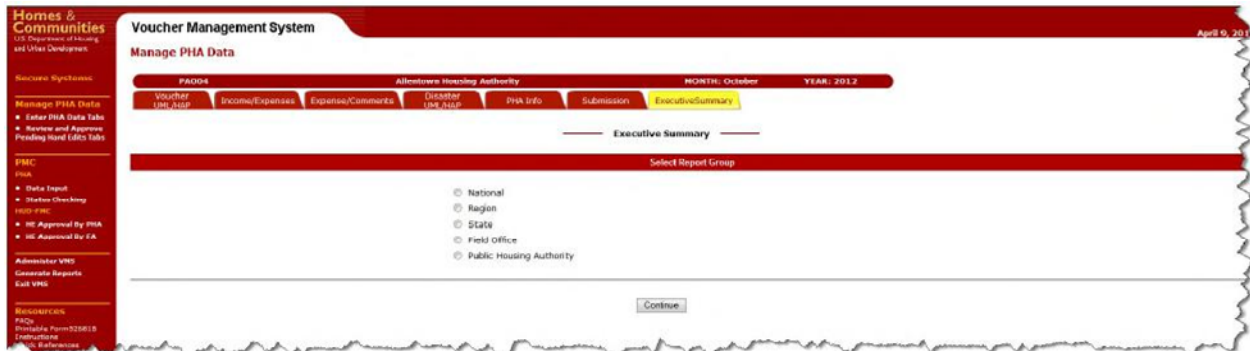 Homes &
Communities
U.S. Department of Housing
and Urban Development
Secure Systems
Manage PHA Data
Enter PHA Data Tabs
Review and Approve
Pending Hard Edits Tabs
PMC
PHA
Data Input
Status Checking
HUD-FMC
HE Approval By PHA
HE Approval By FA
Administer VMS
Generate Reports
Exit VMS
Resources
FAQs
Printable Form52681B
Instructions
References
Voucher Management System
April 9, 201
Manage PHA Data
PA004 Allentown Housing Authority MONTH: October YEAR: 2012
Voucher
UML/HAP
Income/Expenses
Expense/Comments
Disaster
UML/HAP
PHA Info
Submission
ExecutiveSummary
Executive Summary
Select Report Group
National
Region
State
Field Office
Public Housing Authority
Continue